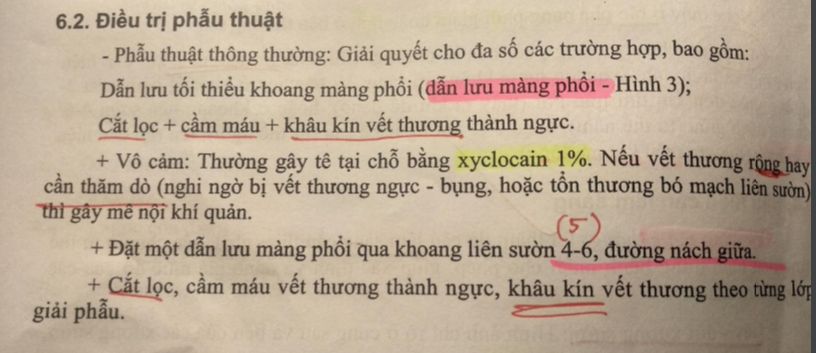 6.2. Điều trị phẫu thuật
- Phẫu thuật thông thường: Giải quyết cho đa số các trường hợp, bao gồm:
Dẫn lưu tối thiểu khoang màng phổi (dẫn lưu màng phổi - Hình 3);
Cắt lọc + cầm máu + khâu kín vết thương thành ngực.
+ Vô cảm: Thường gây tê tại chỗ bằng xyclocain 1%. Nếu vết thương rộng hay
cần thăm dò (nghi ngờ bị vết thương ngực - bụng, hoặc tổn thương bó mạch liên sườn)
thì gây mê nội khí quản.
(5)
+ Đặt một dẫn lưu màng phổi qua khoang liên sườn 4-6, đường nách giữa.
+ Cắt lọc, cầm máu vết thương thành ngực, khâu kín vết thương theo từng lớp
giải phẫu.